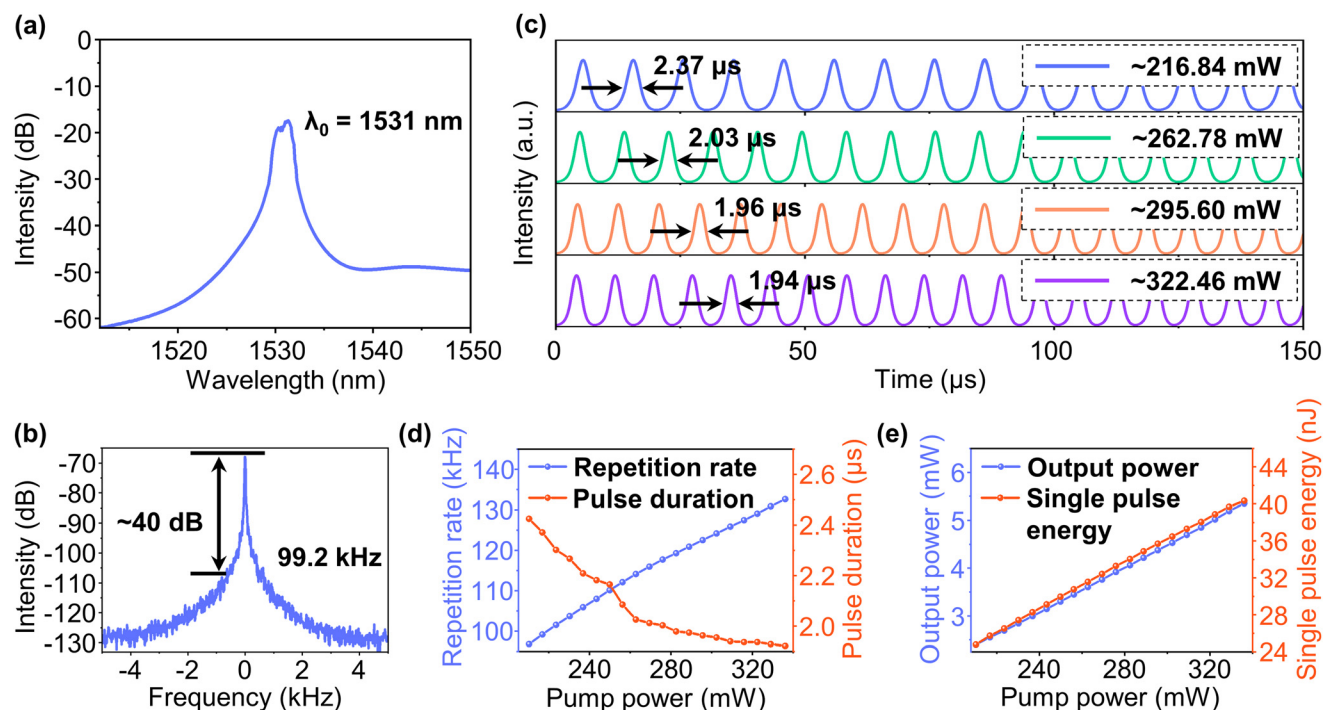 (a)
0
-10
-20
-30
-40
-50
-60
Intensity (dB)
λ0 = 1531 nm
1520
1530
1540
1550
Wavelength (nm)
(b)
-70
-80
-90
-100
-110
-120
-130
Intensity (dB)
~40 dB
99.2 kHz
-4
-2
0
2
4
Frequency (kHz)
(c)
Intensity (a.u.)
2.37 µs
~216.84 mW
2.03 µs
~262.78 mW
1.96 µs
~295.60 mW
1.94 µs
~322.46 mW
0
50
100
150
Time (µs)
(d)
Repetition rate (kHz)
140
130
120
110
100
Repetition rate
Pulse duration
2.6
2.4
2.2
2.0
Pulse duration (µs)
240
280
320
Pump power (mW)
(e)
Output power (mW)
6
5
4
3
Output power
Single pulse
energy
44
40
36
32
28
24
Single pulse energy (nJ)
240
280
320
Pump power (mW)